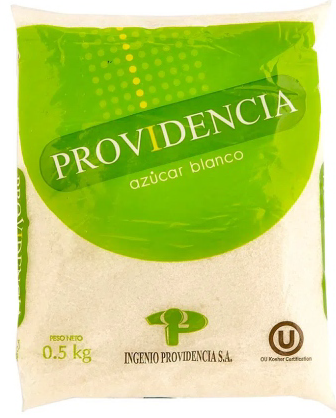 PROVIDENCIA
azúcar blanco
PESO NETO
0.5 kg
INGENIO PROVIDENCIA S.A.
U
OU Kosher Certification